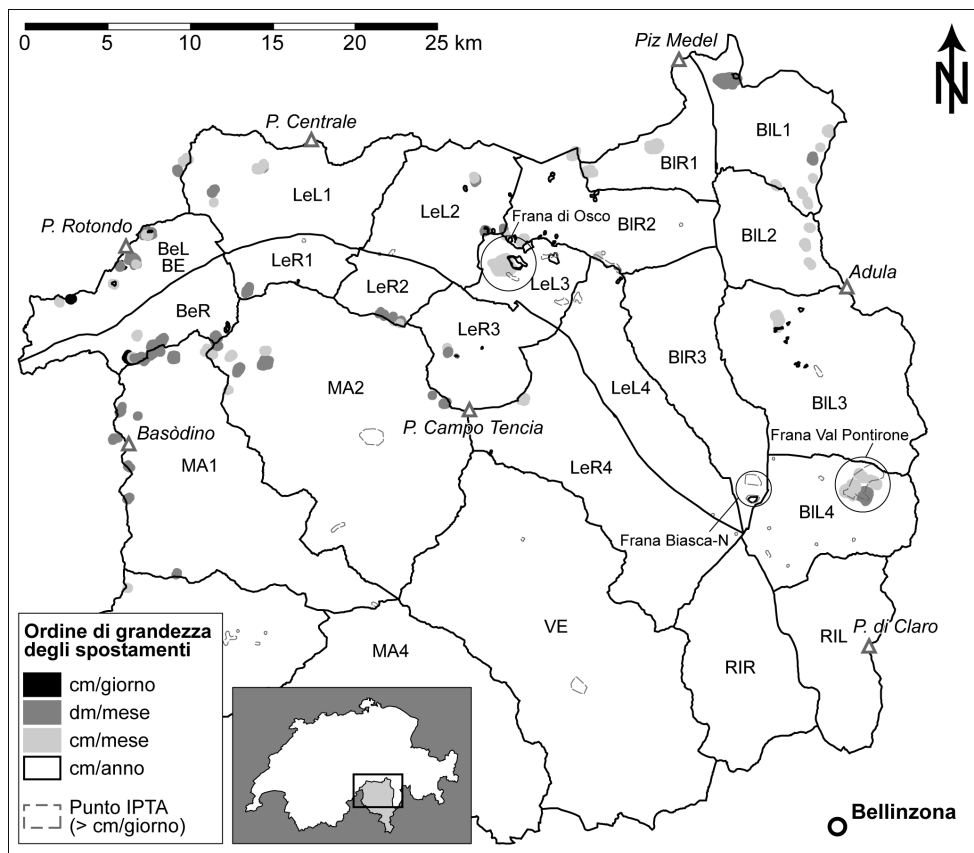 0 5 10 15 20 25 km
Piz Medel
N
P. Centrale
BlL1
BlR1
LeL1
LeL2
Frana di Osco
BlR2
P. Rotondo
BeL
BE
BlL2
LeR1
LeR2
LeL3
Adula
BeR
LeR3
BlR3
MA2
LeL4
BlL3
P. Campo Tencia
Basòdino
Frana Val Pontirone
MA1
LeR4
BlL4
Frana Biasca-N
VE
RIL
P. di Claro
MA4
RIR
Ordine di grandezza
degli spostamenti
cm/giorno
dm/mese
cm/mese
cm/anno
Punto IPTA
(> cm/giorno)
Bellinzona